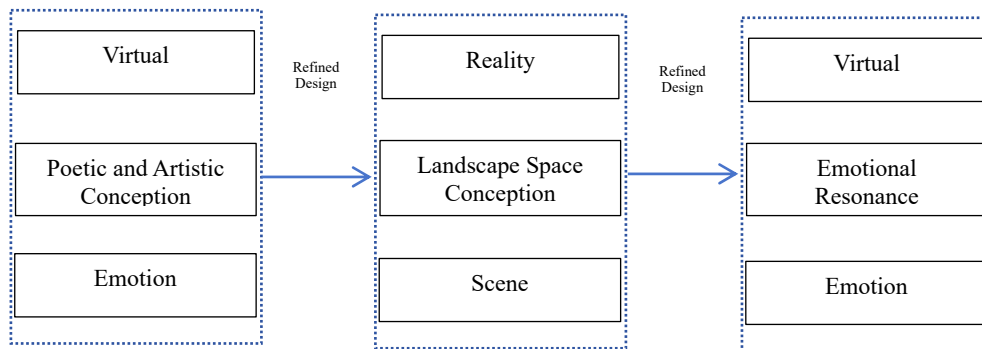 Virtual
Poetic and Artistic
Conception
Emotion
Refined
Design
Reality
Landscape Space
Conception
Scene
Refined
Design
Virtual
Emotional
Resonance
Emotion